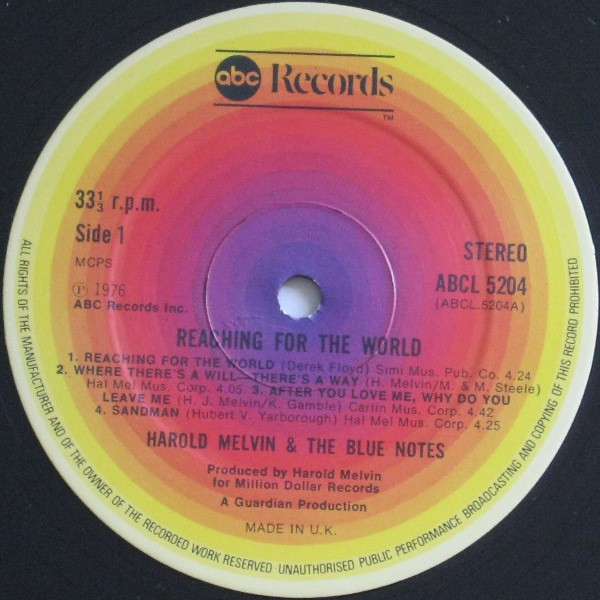 abc Records
TM
33⅓ r.p.m.
Side 1
MCPS
Ⓟ 1976
ABC Records Inc.
STEREO
ABCL 5204
(ABCL.5204A)
REACHING FOR THE WORLD
1. REACHING FOR THE WORLD (Derek Floyd) Simi Mus. Pub. Co. 4.24
2. WHERE THERE'S A WILL—THERE'S A WAY (H. Melvin/M. & M. Steele)
Hal Mel Mus. Corp. 4.05 3. AFTER YOU LOVE ME, WHY DO YOU
LEAVE ME (H. J. Melvin/K. Gamble) Carlin Mus. Corp. 4.42
4. SANDMAN (Hubert V. Yarborough) Hal Mel Mus. Corp. 4.25
HAROLD MELVIN & THE BLUE NOTES
Produced by Harold Melvin
for Million Dollar Records
A Guardian Production
MADE IN U.K.
ALL RIGHTS OF THE MANUFACTURER AND OF THE OWNER OF THE RECORDED WORK RESERVED · UNAUTHORISED PUBLIC PERFORMANCE BROADCASTING AND COPYING OF THIS RECORD PROHIBITED